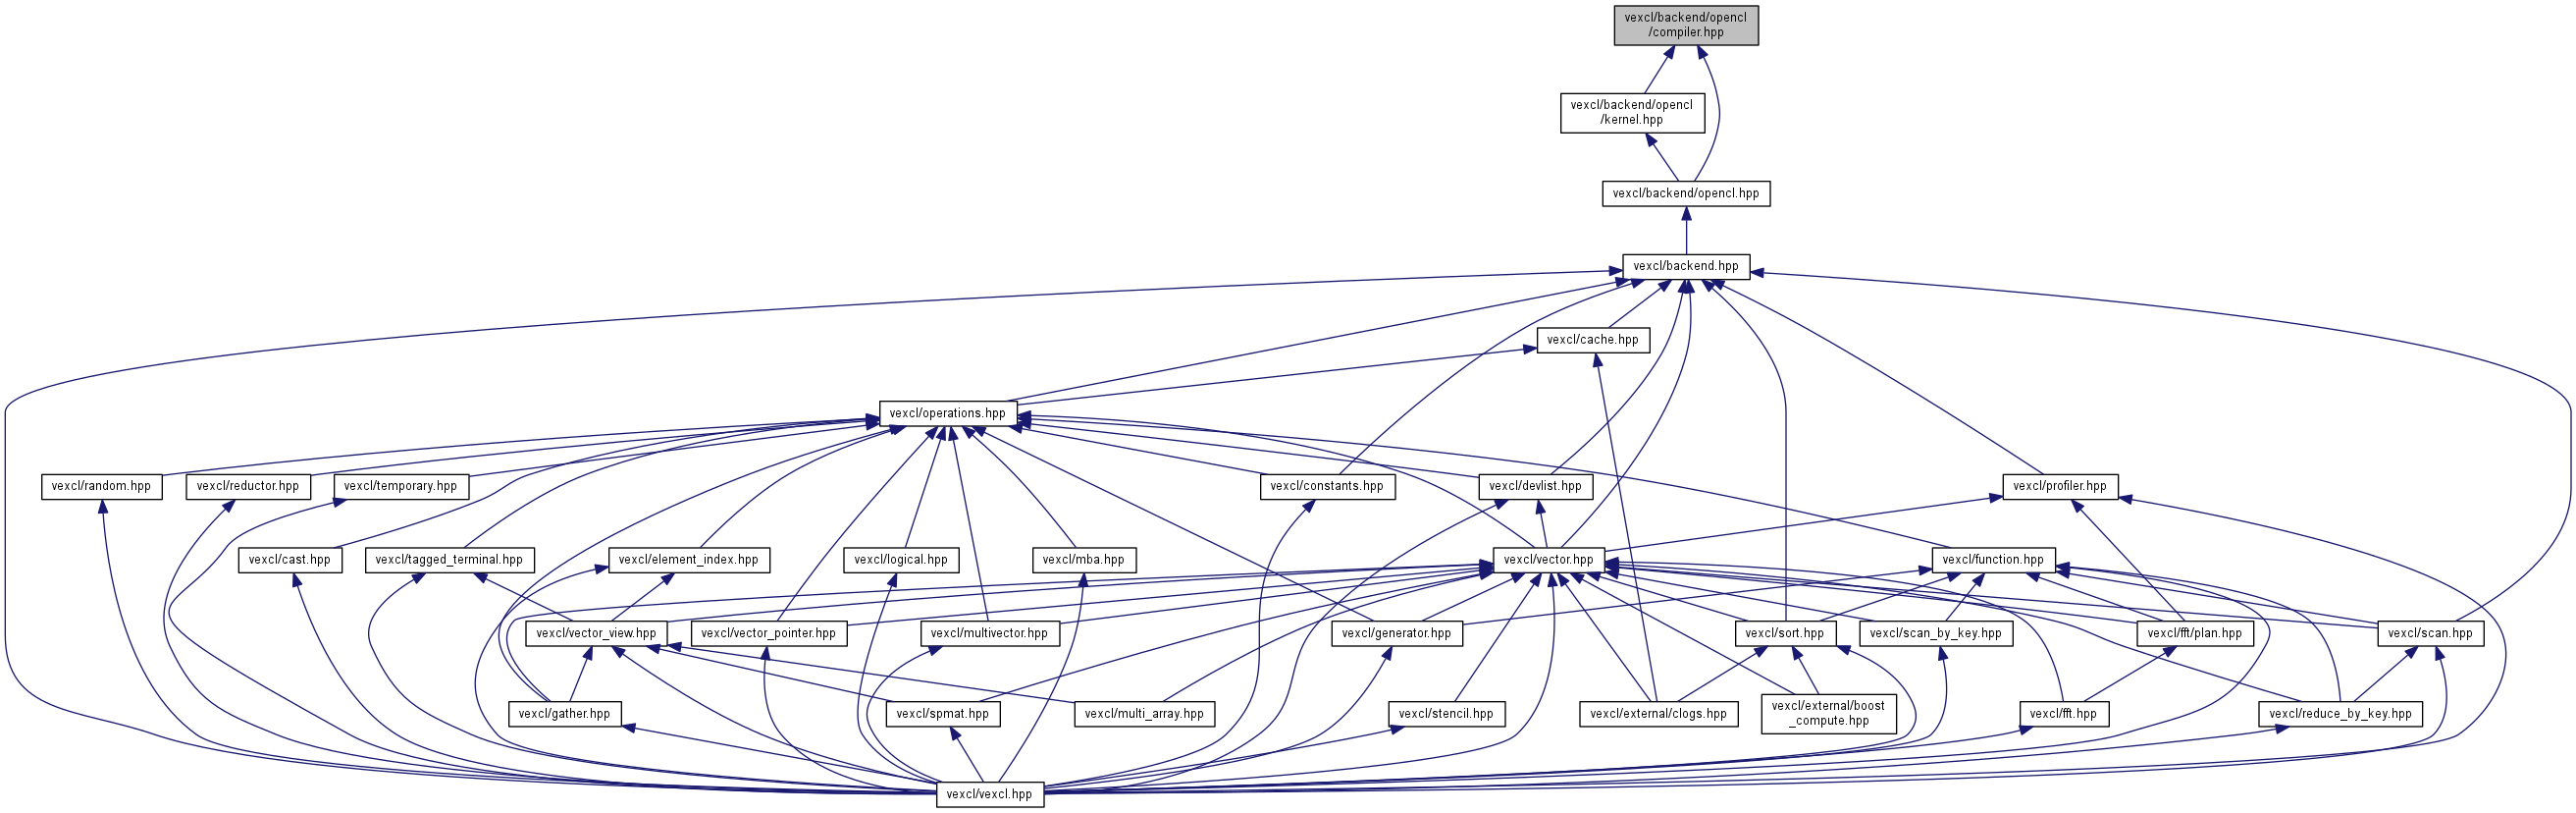 vexcl/backend/opencl
/compiler.hpp
vexcl/backend/opencl
/kernel.hpp
vexcl/backend/opencl.hpp
vexcl/backend.hpp
vexcl/cache.hpp
vexcl/operations.hpp
vexcl/random.hpp
vexcl/reductor.hpp
vexcl/temporary.hpp
vexcl/constants.hpp
vexcl/devlist.hpp
vexcl/profiler.hpp
vexcl/cast.hpp
vexcl/tagged_terminal.hpp
vexcl/element_index.hpp
vexcl/logical.hpp
vexcl/mba.hpp
vexcl/vector.hpp
vexcl/function.hpp
vexcl/vector_view.hpp
vexcl/vector_pointer.hpp
vexcl/multivector.hpp
vexcl/generator.hpp
vexcl/sort.hpp
vexcl/scan_by_key.hpp
vexcl/fft/plan.hpp
vexcl/scan.hpp
vexcl/gather.hpp
vexcl/spmat.hpp
vexcl/multi_array.hpp
vexcl/stencil.hpp
vexcl/external/clogs.hpp
vexcl/external/boost
_compute.hpp
vexcl/fft.hpp
vexcl/reduce_by_key.hpp
vexcl/vexcl.hpp